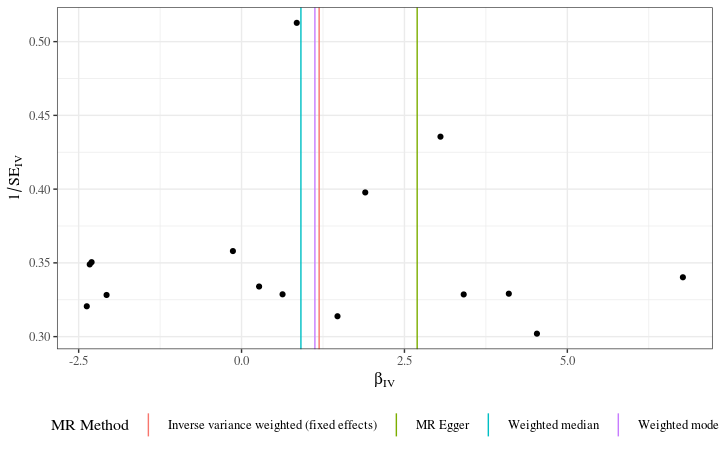 0.50
0.45
0.40
0.35
0.30
1/SE_IV
-2.5 0.0 2.5 5.0
β_IV
MR Method Inverse variance weighted (fixed effects) MR Egger Weighted median Weighted mode